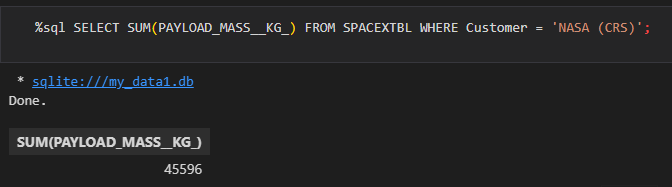 %sql SELECT SUM(PAYLOAD_MASS__KG_) FROM SPACEXTBL WHERE Customer = 'NASA (CRS)';
* sqlite:///my_data1.db
Done.
SUM(PAYLOAD_MASS__KG_)
45596